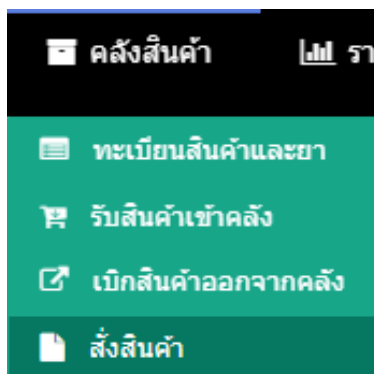 คลังสินค้า รา
ทะเบียนสินค้าและยา
รับสินค้าเข้าคลัง
เบิกสินค้าออกจากคลัง
สั่งสินค้า